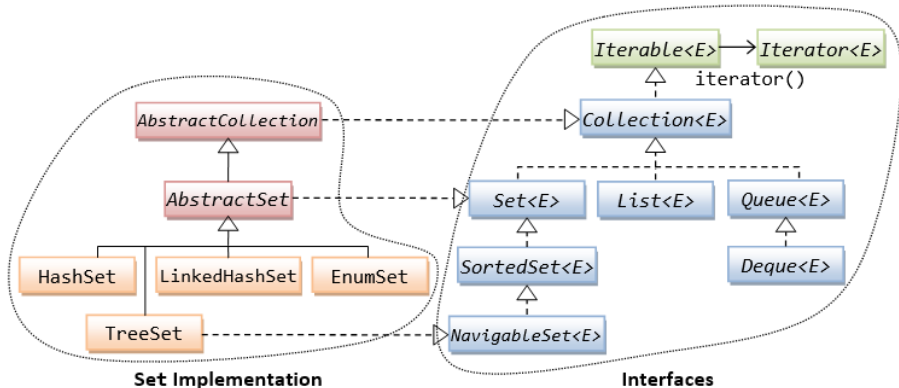 Iterable<E>
Iterator<E>
iterator()
AbstractCollection
Collection<E>
AbstractSet
Set<E>
List<E>
Queue<E>
HashSet
LinkedHashSet
EnumSet
SortedSet<E>
Deque<E>
TreeSet
NavigableSet<E>
Set Implementation
Interfaces